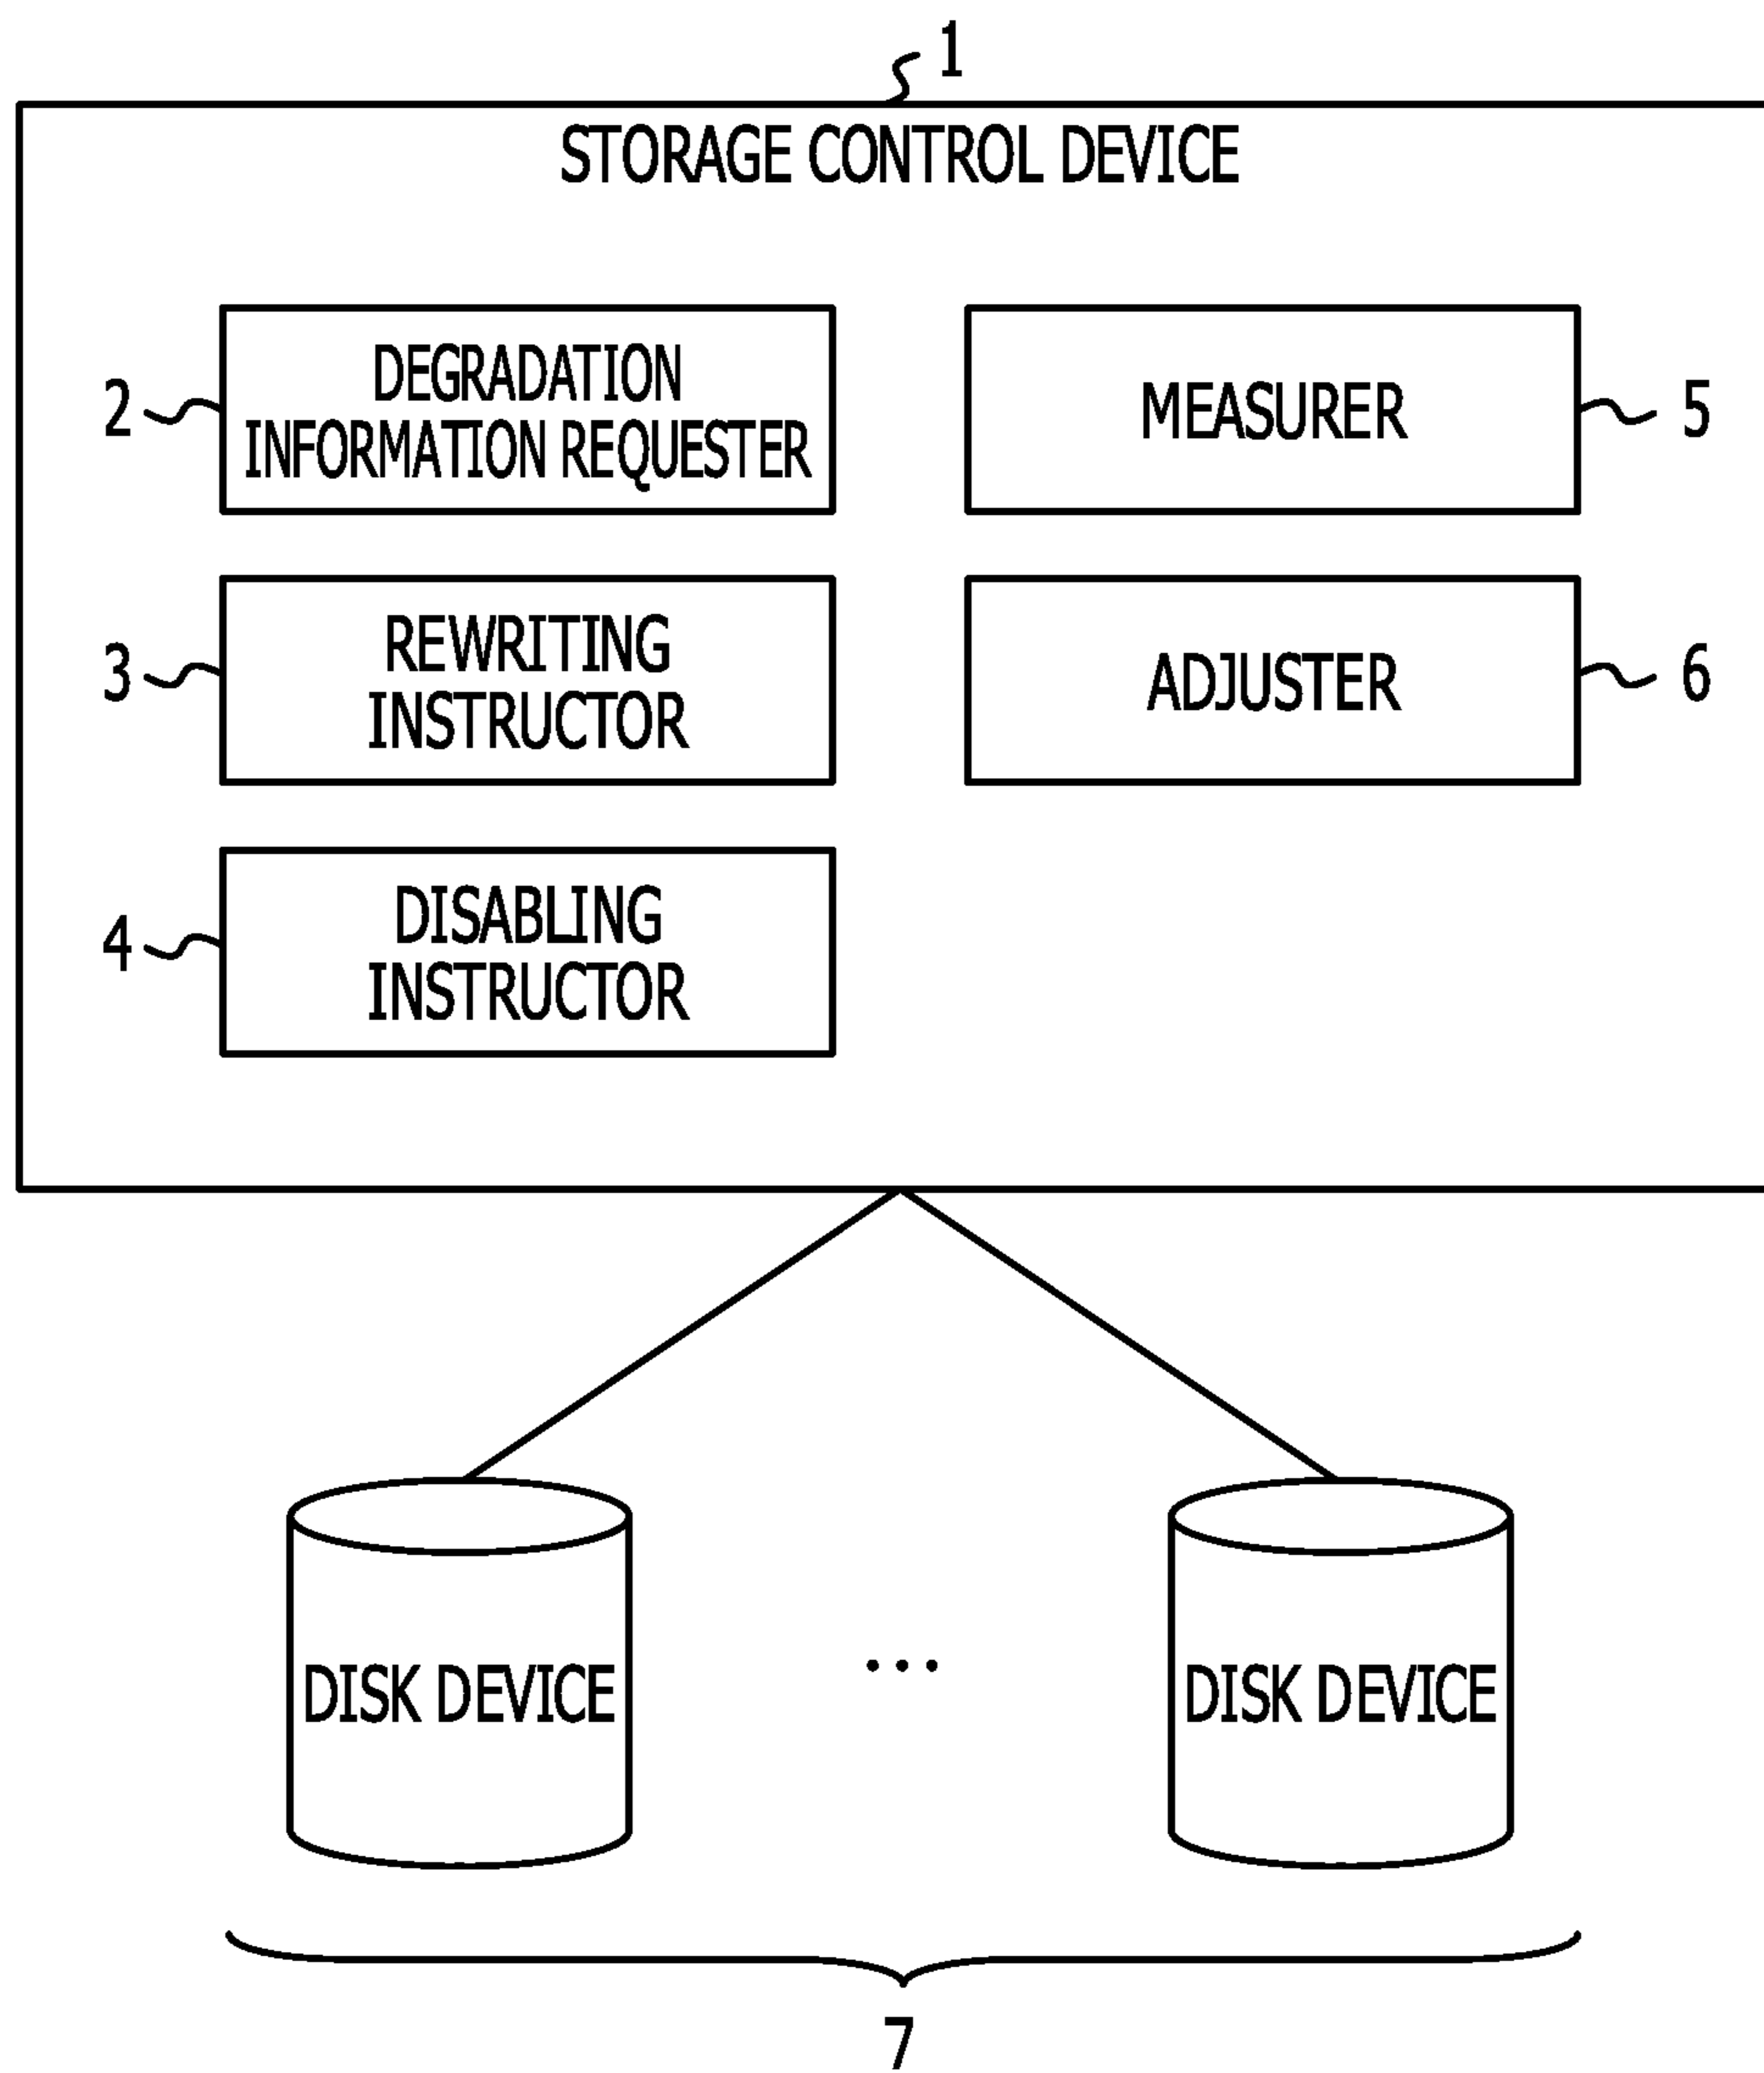 1
STORAGE CONTROL DEVICE
2
DEGRADATION
INFORMATION REQUESTER
MEASURER
5
3
REWRITING
INSTRUCTOR
ADJUSTER
6
4
DISABLING
INSTRUCTOR
DISK DEVICE
...
DISK DEVICE
7